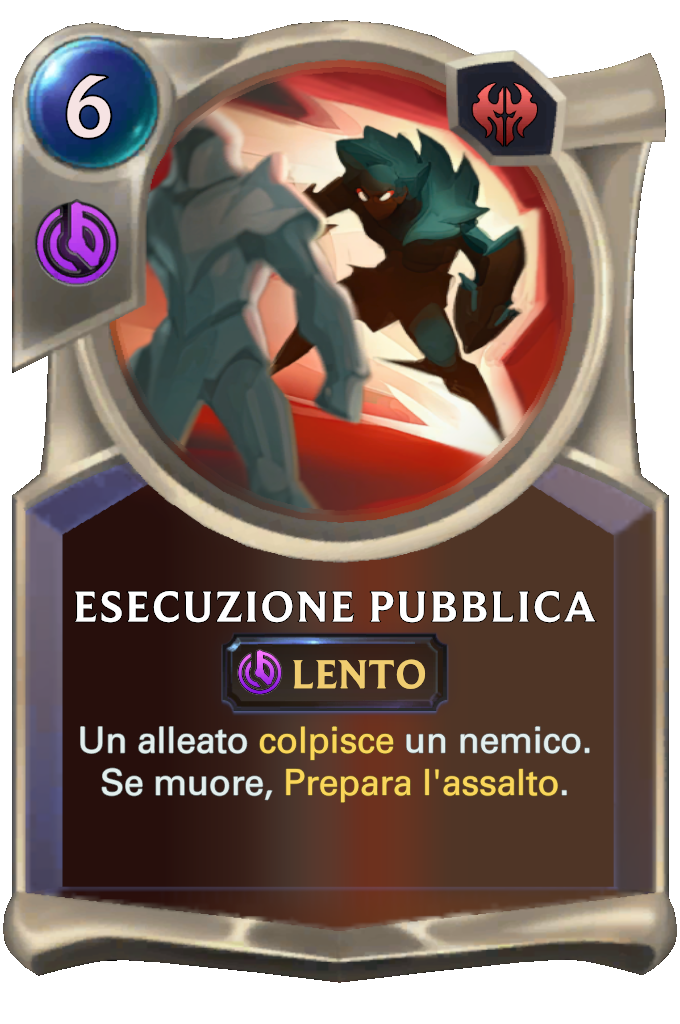 6
ESECUZIONE PUBBLICA
LENTO
Un alleato colpisce un nemico.
Se muore, Prepara l'assalto.